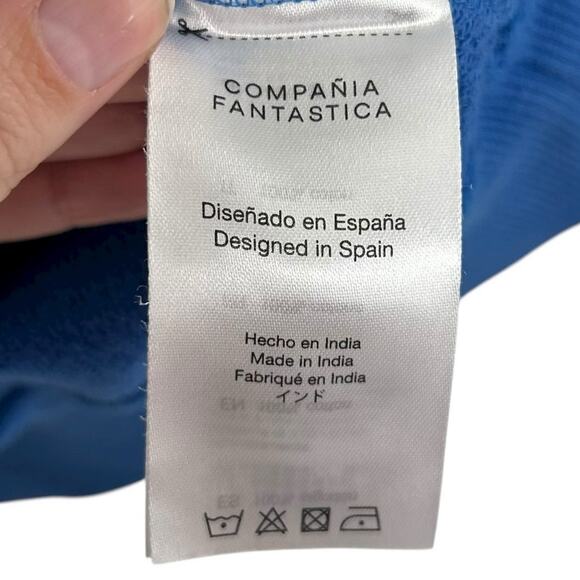 COMPAÑIA
FANTASTICA
Diseñado en España
Designed in Spain
Hecho en India
Made in India
Fabriqué en India
インド